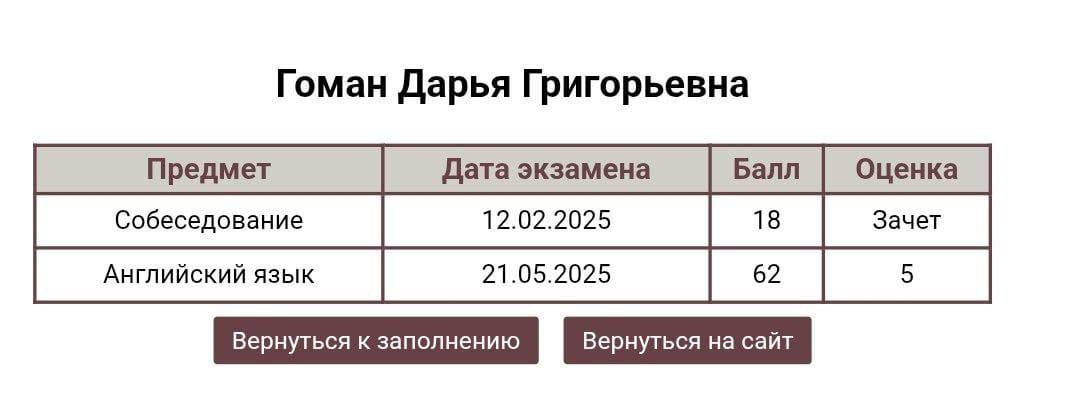 Гоман Дарья Григорьевна
Предмет Дата экзамена Балл Оценка
Собеседование 12.02.2025 18 Зачет
Английский язык 21.05.2025 62 5
Вернуться к заполнению Вернуться на сайт